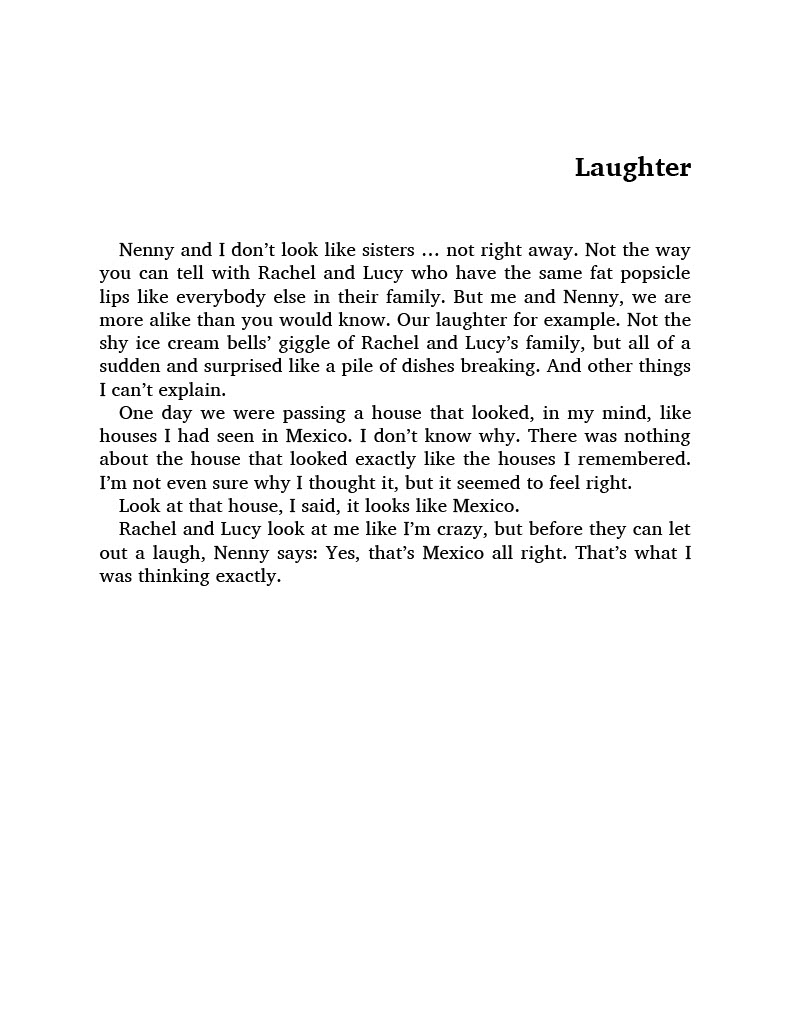 Laughter
Nenny and I don’t look like sisters … not right away. Not the way
you can tell with Rachel and Lucy who have the same fat popsicle
lips like everybody else in their family. But me and Nenny, we are
more alike than you would know. Our laughter for example. Not the
shy ice cream bells’ giggle of Rachel and Lucy’s family, but all of a
sudden and surprised like a pile of dishes breaking. And other things
I can’t explain.
One day we were passing a house that looked, in my mind, like
houses I had seen in Mexico. I don’t know why. There was nothing
about the house that looked exactly like the houses I remembered.
I’m not even sure why I thought it, but it seemed to feel right.
Look at that house, I said, it looks like Mexico.
Rachel and Lucy look at me like I’m crazy, but before they can let
out a laugh, Nenny says: Yes, that’s Mexico all right. That’s what I
was thinking exactly.